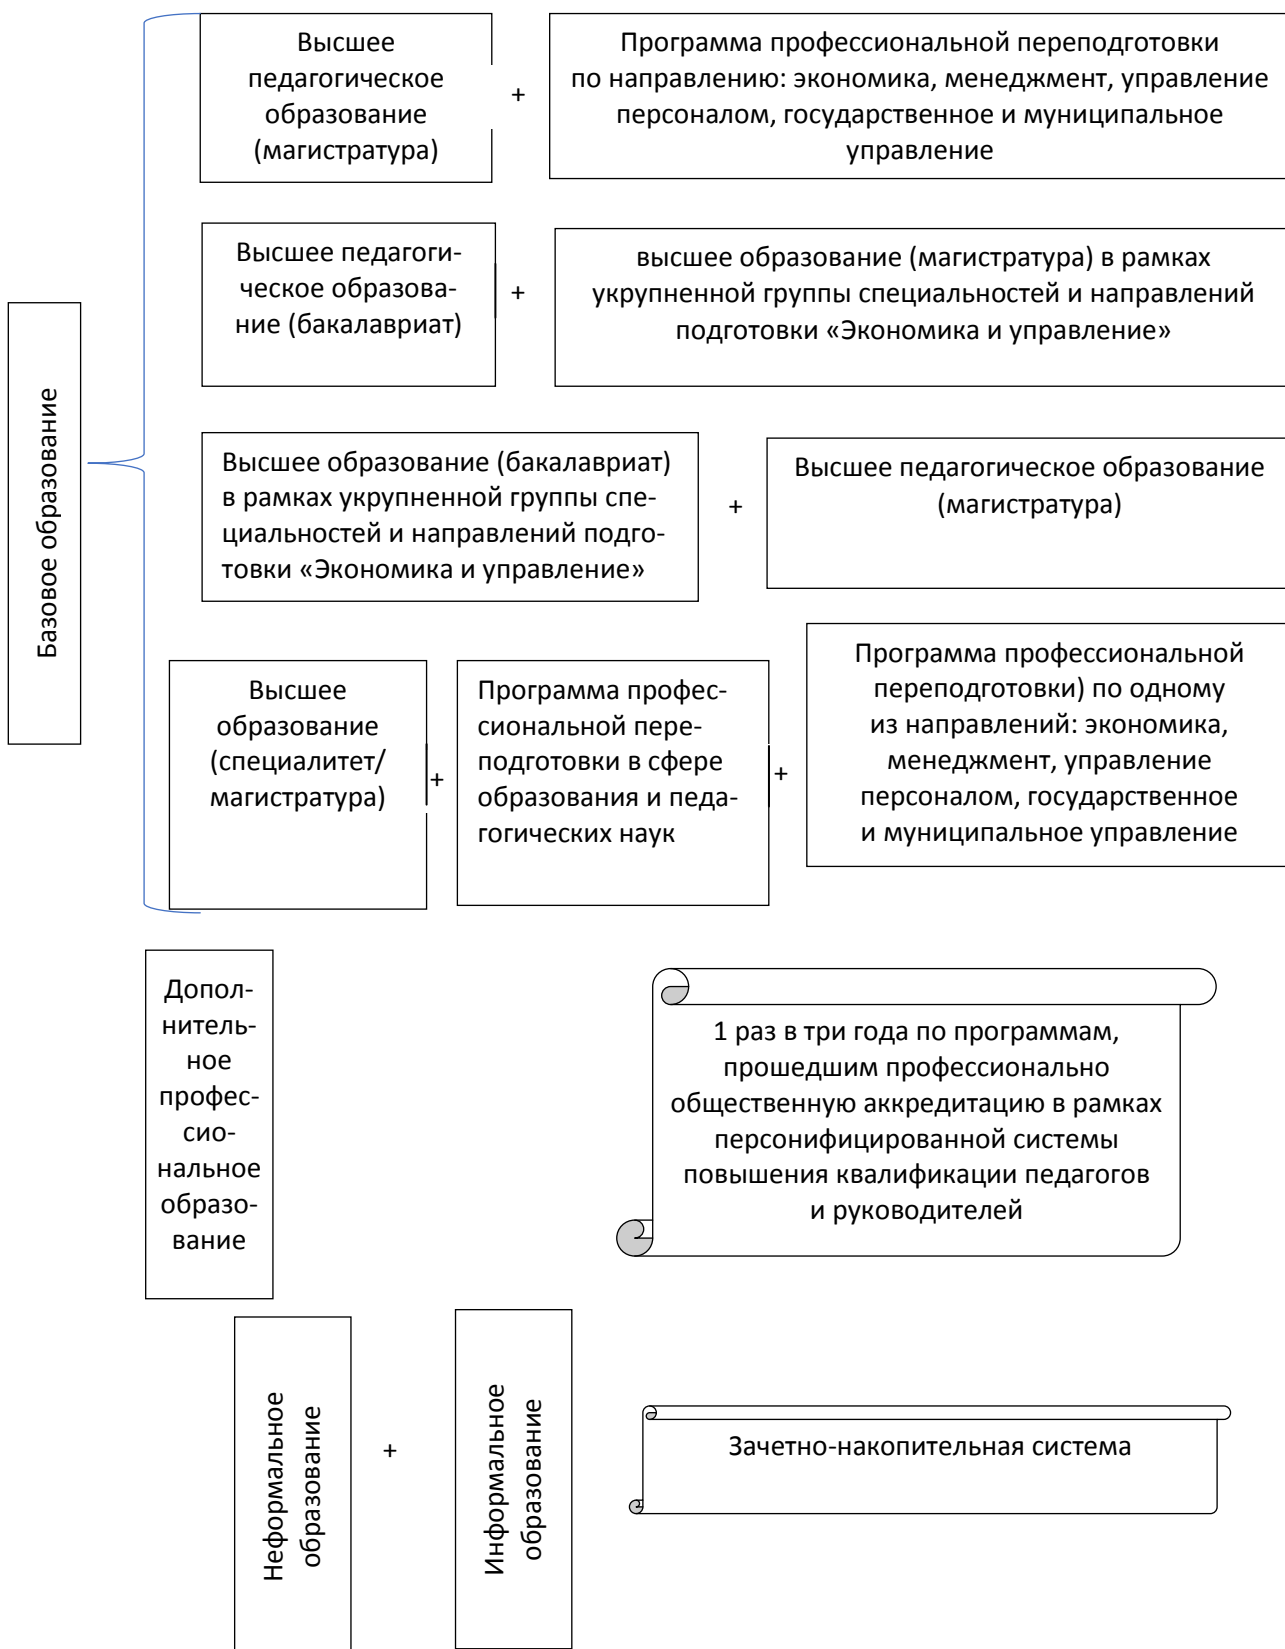 Высшее
педагогическое
образование
(магистратура)
+
Программа профессиональной переподготовки
по направлению: экономика, менеджмент, управление
персоналом, государственное и муниципальное
управление
Высшее педагоги-
ческое образова-
ние (бакалавриат)
+
высшее образование (магистратура) в рамках
укрупненной группы специальностей и направлений
подготовки «Экономика и управление»
Базовое образование
Высшее образование (бакалавриат)
в рамках укрупненной группы спе-
циальностей и направлений подго-
товки «Экономика и управление»
+
Высшее педагогическое образование
(магистратура)
Высшее
образование
(специалитет/
магистратура)
+
Программа профес-
сиональной пере-
подготовки в сфере
образования и педа-
гогических наук
+
Программа профессиональной
переподготовки) по одному
из направлений: экономика,
менеджмент, управление
персоналом, государственное
и муниципальное управление
Допол-
нитель-
ное
профес-
сио-
нальное
образо-
вание
1 раз в три года по программам,
прошедшим профессионально
общественную аккредитацию в рамках
персонифицированной системы
повышения квалификации педагогов
и руководителей
Неформальное
образование
+
Информальное
образование
Зачетно-накопительная система